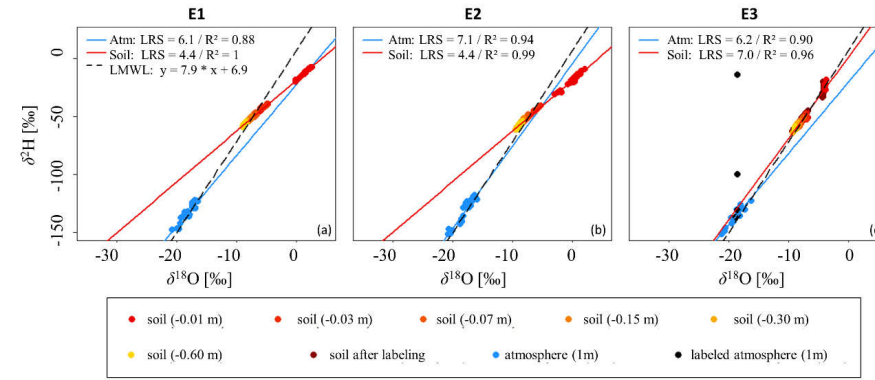 E1
E2
E3
Atm: LRS = 6.1 / R² = 0.88
Soil: LRS = 4.4 / R² = 1
LMWL: y = 7.9 * x + 6.9
Atm: LRS = 7.1 / R² = 0.94
Soil: LRS = 4.4 / R² = 0.99
Atm: LRS = 6.2 / R² = 0.90
Soil: LRS = 7.0 / R² = 0.96
δ²H [‰]
0
-50
-100
-150
(a)
(b)
-30 -20 -10 0
-30 -20 -10 0
-30 -20 -10 0
δ¹⁸O [‰]
δ¹⁸O [‰]
δ¹⁸O [‰]
soil (-0.01 m) soil (-0.03 m) soil (-0.07 m) soil (-0.15 m) soil (-0.30 m)
soil (-0.60 m) soil after labeling atmosphere (1m) labeled atmosphere (1m)